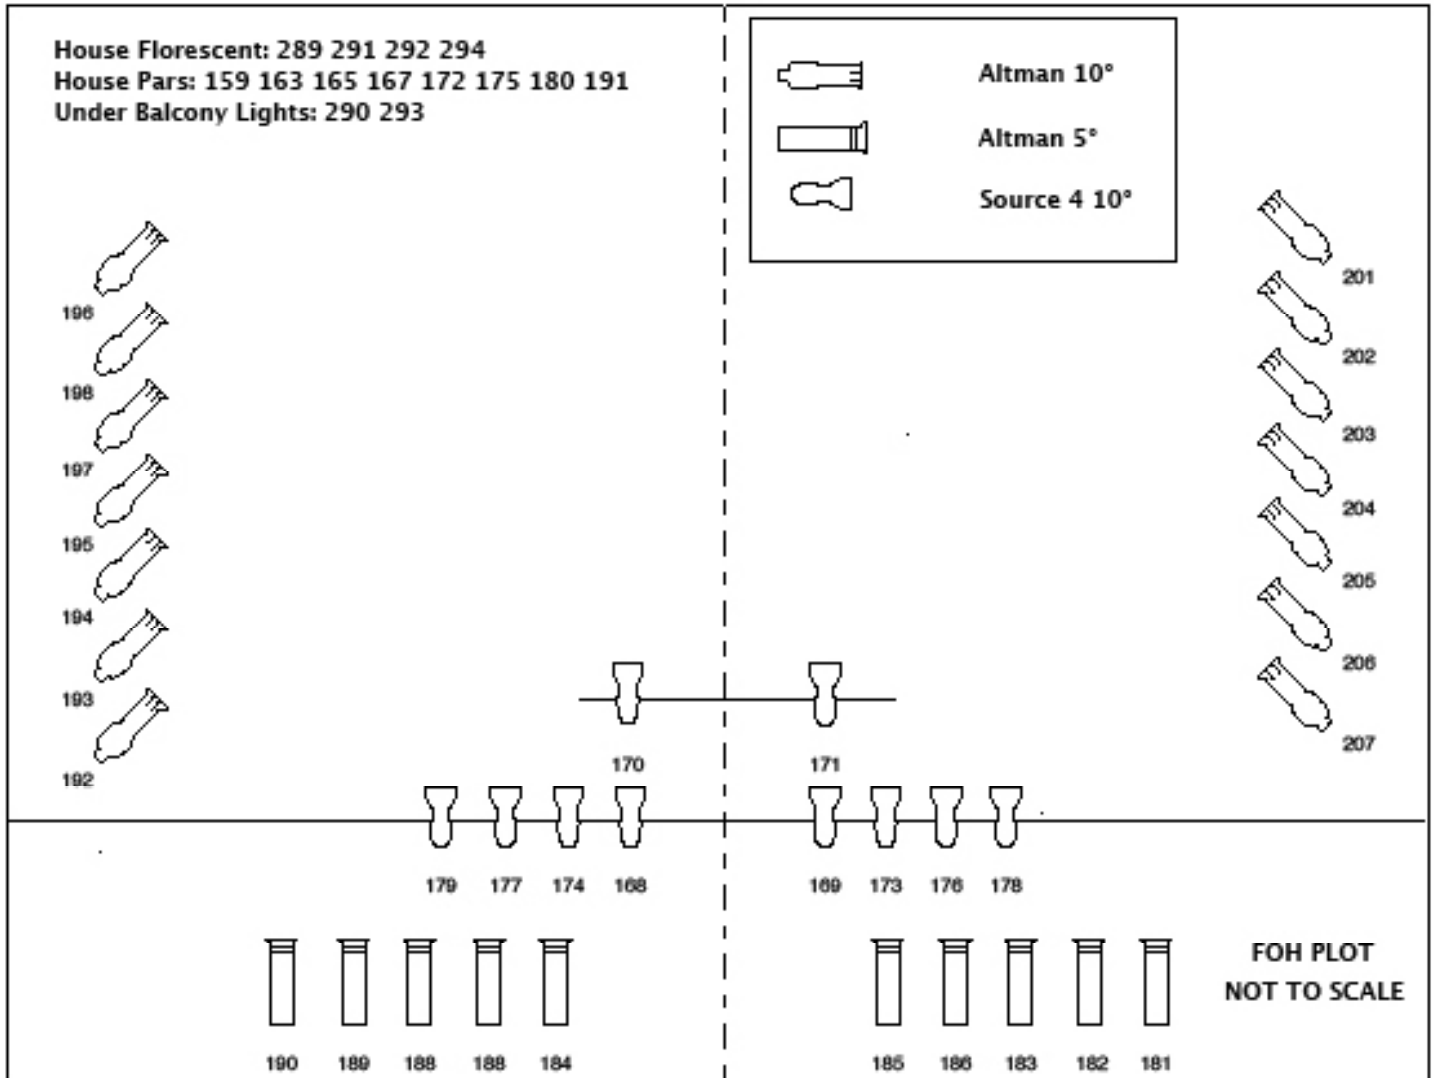 House Florescent: 289 291 292 294
House Pars: 159 163 165 167 172 175 180 191
Under Balcony Lights: 290 293
Altman 10°
Altman 5°
Source 4 10°
196
198
197
195
194
193
192
201
202
203
204
205
206
207
170 171
179 177 174 168 169 173 176 178
FOH PLOT
NOT TO SCALE
190 189 188 188 184 185 186 183 182 181